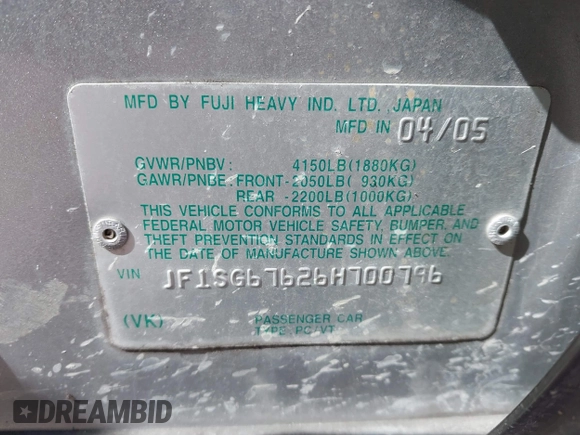 MFD BY FUJI HEAVY IND. LTD. JAPAN
MFD IN 04/05
GVWR/PNBV: 4150LB(1880KG)
GAWR/PNBE: FRONT-2050LB( 930KG)
REAR -2200LB(1000KG)
THIS VEHICLE CONFORMS TO ALL APPLICABLE
FEDERAL MOTOR VEHICLE SAFETY, BUMPER, AND
THEFT PREVENTION STANDARDS IN EFFECT ON
THE DATE OF MANUFACTURE SHOWN ABOVE.
VIN JF1SG67626H700796
(VK) PASSENGER CAR
TYPE: PC/VT
DREAMBID